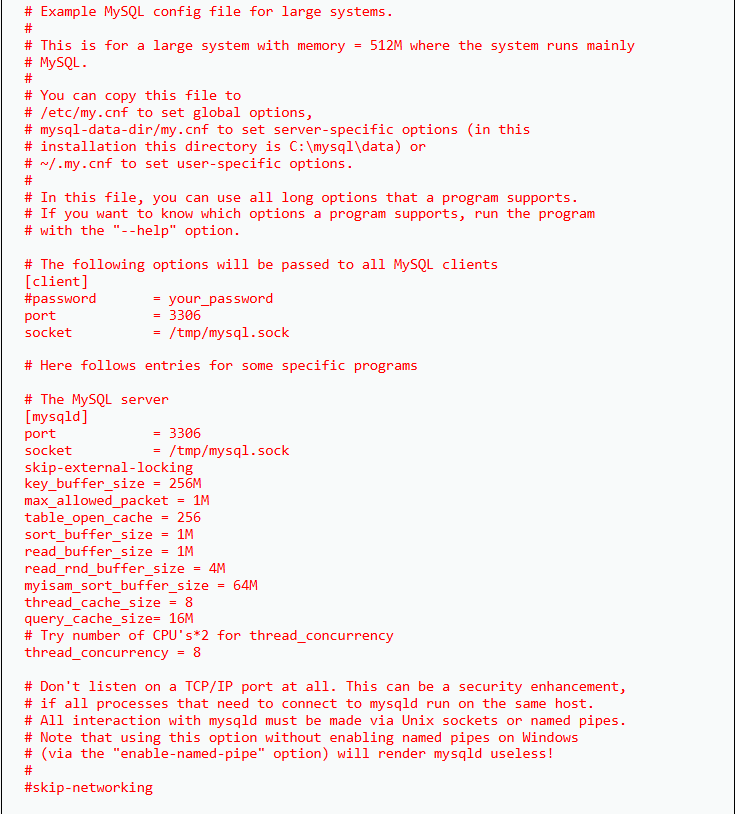 # Example MySQL config file for large systems.
#
# This is for a large system with memory = 512M where the system runs mainly
# MySQL.
#
# You can copy this file to
# /etc/my.cnf to set global options,
# mysql-data-dir/my.cnf to set server-specific options (in this
# installation this directory is C:\mysql\data) or
# ~/.my.cnf to set user-specific options.
#
# In this file, you can use all long options that a program supports.
# If you want to know which options a program supports, run the program
# with the "--help" option.

# The following options will be passed to all MySQL clients
[client]
#password       = your_password
port            = 3306
socket          = /tmp/mysql.sock

# Here follows entries for some specific programs

# The MySQL server
[mysqld]
port            = 3306
socket          = /tmp/mysql.sock
skip-external-locking
key_buffer_size = 256M
max_allowed_packet = 1M
table_open_cache = 256
sort_buffer_size = 1M
read_buffer_size = 1M
read_rnd_buffer_size = 4M
myisam_sort_buffer_size = 64M
thread_cache_size = 8
query_cache_size= 16M
# Try number of CPU's*2 for thread_concurrency
thread_concurrency = 8

# Don't listen on a TCP/IP port at all. This can be a security enhancement,
# if all processes that need to connect to mysqld run on the same host.
# All interaction with mysqld must be made via Unix sockets or named pipes.
# Note that using this option without enabling named pipes on Windows
# (via the "enable-named-pipe" option) will render mysqld useless!
#
#skip-networking